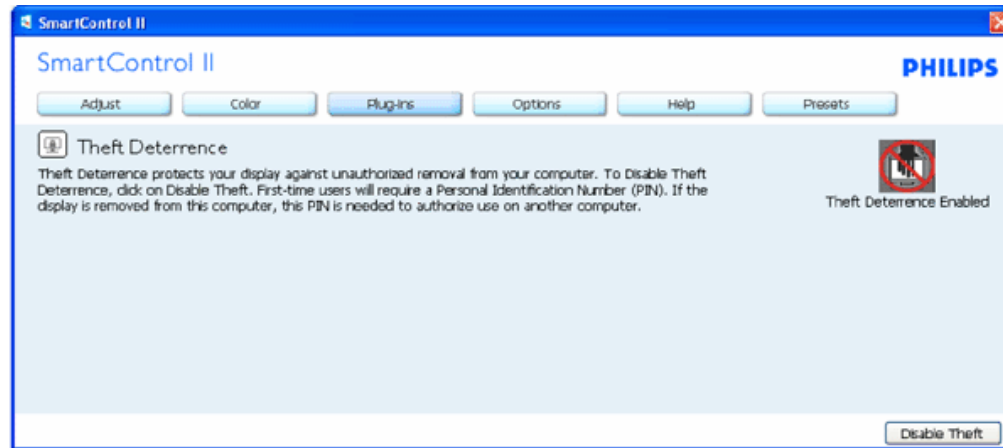 SmartControl II
SmartControl II
PHILIPS
Adjust Color Plug-Ins Options Help Presets
Theft Deterrence
Theft Deterrence protects your display against unauthorized removal from your computer. To Disable Theft
Deterrence, click on Disable Theft. First-time users will require a Personal Identification Number (PIN). If the
display is removed from this computer, this PIN is needed to authorize use on another computer.
Theft Deterrence Enabled
Disable Theft